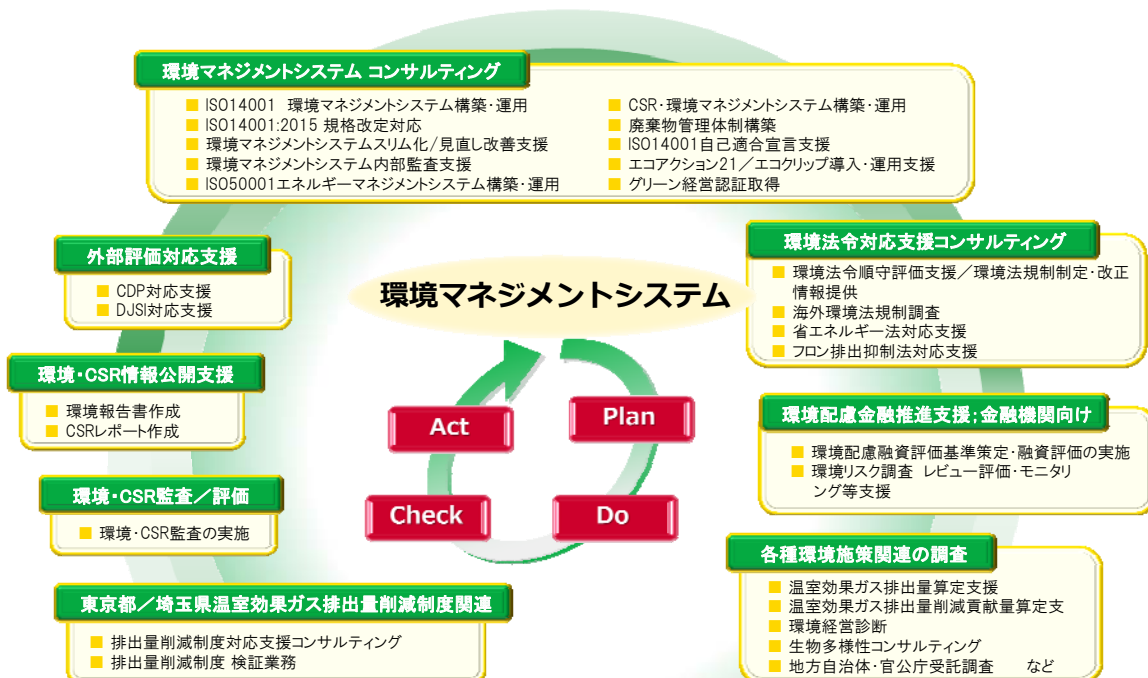 環境マネジメントシステム コンサルティング
ISO14001 環境マネジメントシステム構築・運用
ISO14001:2015 規格改定対応
環境マネジメントシステムスリム化/見直し改善支援
環境マネジメントシステム内部監査支援
ISO50001エネルギーマネジメントシステム構築・運用
CSR・環境マネジメントシステム構築・運用
廃棄物管理体制構築
ISO14001自己適合宣言支援
エコアクション21／エコクリップ導入・運用支援
グリーン経営認証取得
外部評価対応支援
CDP対応支援
DJSI対応支援
環境マネジメントシステム
環境法令対応支援コンサルティング
環境法令順守評価支援／環境法規制制定・改正
情報提供
海外環境法規制調査
省エネルギー法対応支援
フロン排出抑制法対応支援
環境・CSR情報公開支援
環境報告書作成
CSRレポート作成
Act
Plan
Check
Do
環境配慮金融推進支援;金融機関向け
環境配慮融資評価基準策定・融資評価の実施
環境リスク調査 レビュー評価・モニタリ
ング等支援
環境・CSR監査／評価
環境・CSR監査の実施
各種環境施策関連の調査
温室効果ガス排出量算定支援
温室効果ガス排出量削減貢献量算定支
環境経営診断
生物多様性コンサルティング
地方自治体・官公庁受託調査 など
東京都／埼玉県温室効果ガス排出量削減制度関連
排出量削減制度対応支援コンサルティング
排出量削減制度 検証業務